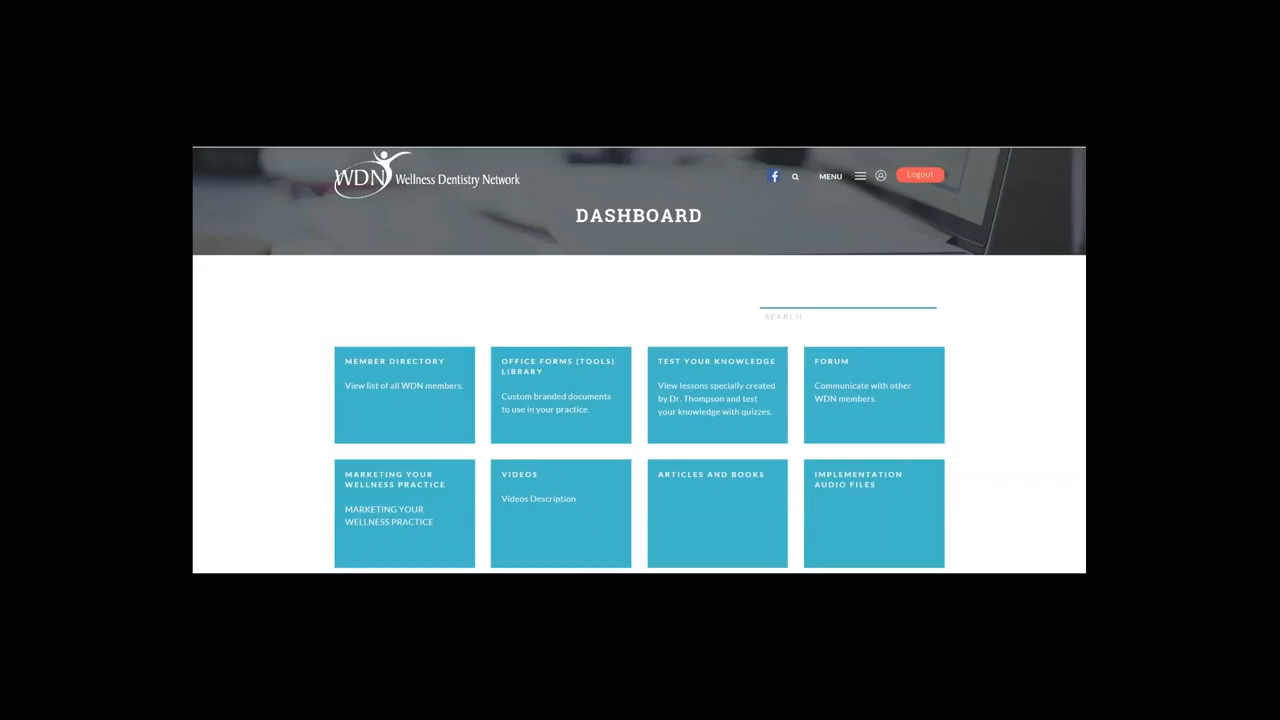 WDN Wellness Dentistry Network
f
MENU
Logout
DASHBOARD
SEARCH
MEMBER DIRECTORY
View list of all WDN members.
OFFICE FORMS (TOOLS)
LIBRARY
Custom branded documents
to use in your practice.
TEST YOUR KNOWLEDGE
View lessons specially created
by Dr. Thompson and test
your knowledge with quizzes.
FORUM
Communicate with other
WDN members.
MARKETING YOUR
WELLNESS PRACTICE
MARKETING YOUR
WELLNESS PRACTICE
VIDEOS
Videos Description
ARTICLES AND BOOKS
IMPLEMENTATION
AUDIO FILES